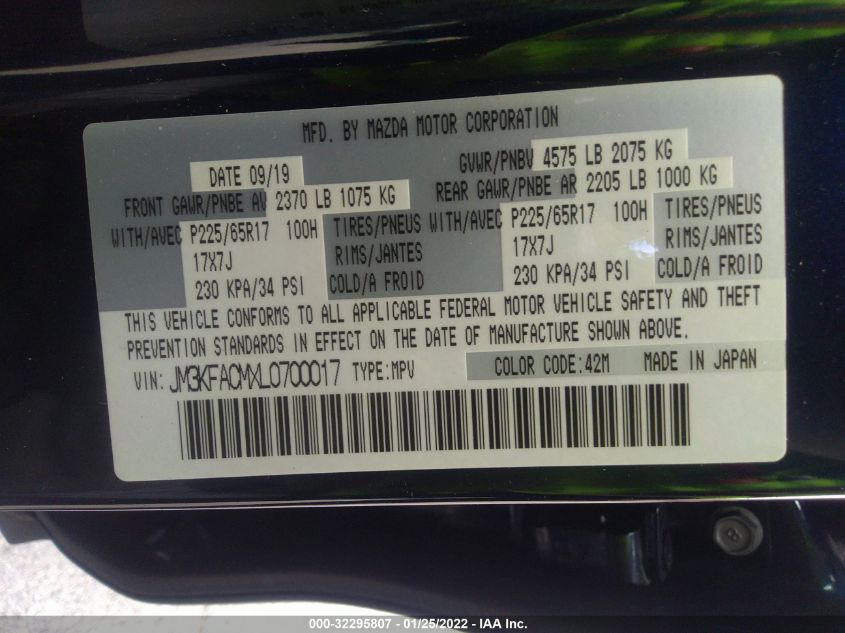 MFD. BY MAZDA MOTOR CORPORATION
DATE 09/19 GVWR/PNBV 4575 LB 2075 KG
FRONT GAWR/PNBE AV 2370 LB 1075 KG REAR GAWR/PNBE AR 2205 LB 1000 KG
WITH/AVEC P225/65R17 100H TIRES/PNEUS WITH/AVEC P225/65R17 100H TIRES/PNEUS
17X7J RIMS/JANTES 17X7J RIMS/JANTES
230 KPA/34 PSI COLD/A FROID 230 KPA/34 PSI COLD/A FROID
THIS VEHICLE CONFORMS TO ALL APPLICABLE FEDERAL MOTOR VEHICLE SAFETY AND THEFT
PREVENTION STANDARDS IN EFFECT ON THE DATE OF MANUFACTURE SHOWN ABOVE.
VIN: JM3KFACMXL0700017 TYPE:MPV COLOR CODE:42M MADE IN JAPAN
8
000-32295807 - 01/25/2022 - IAA Inc.